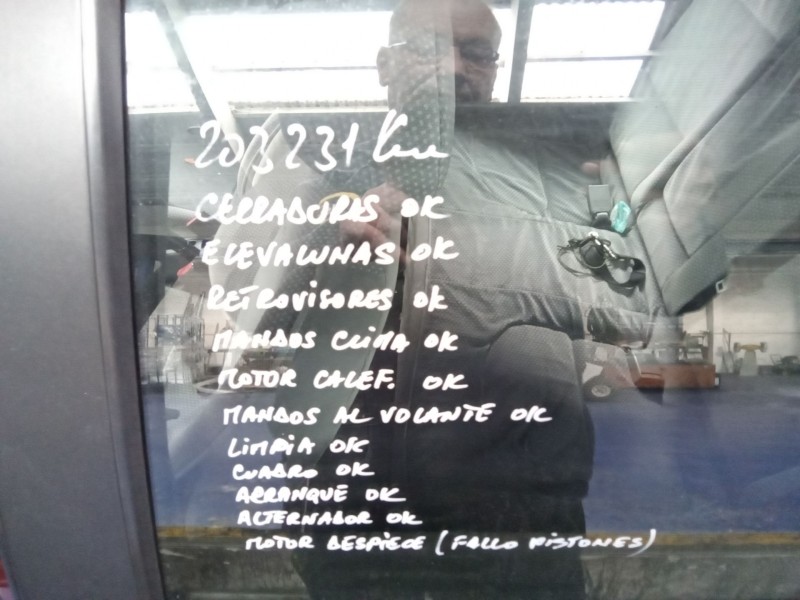 203231 Km
CERRADURAS OK
ELEVALUNAS OK
RETROVISORES OK
MANDOS CLIMA OK
MOTOR CALEF. OK
MANDOS AL VOLANTE OK
LIMPIA OK
CUADRO OK
ARRANQUE OK
ALTERNADOR OK
MOTOR DESPIECE (FALLO PISTONES)